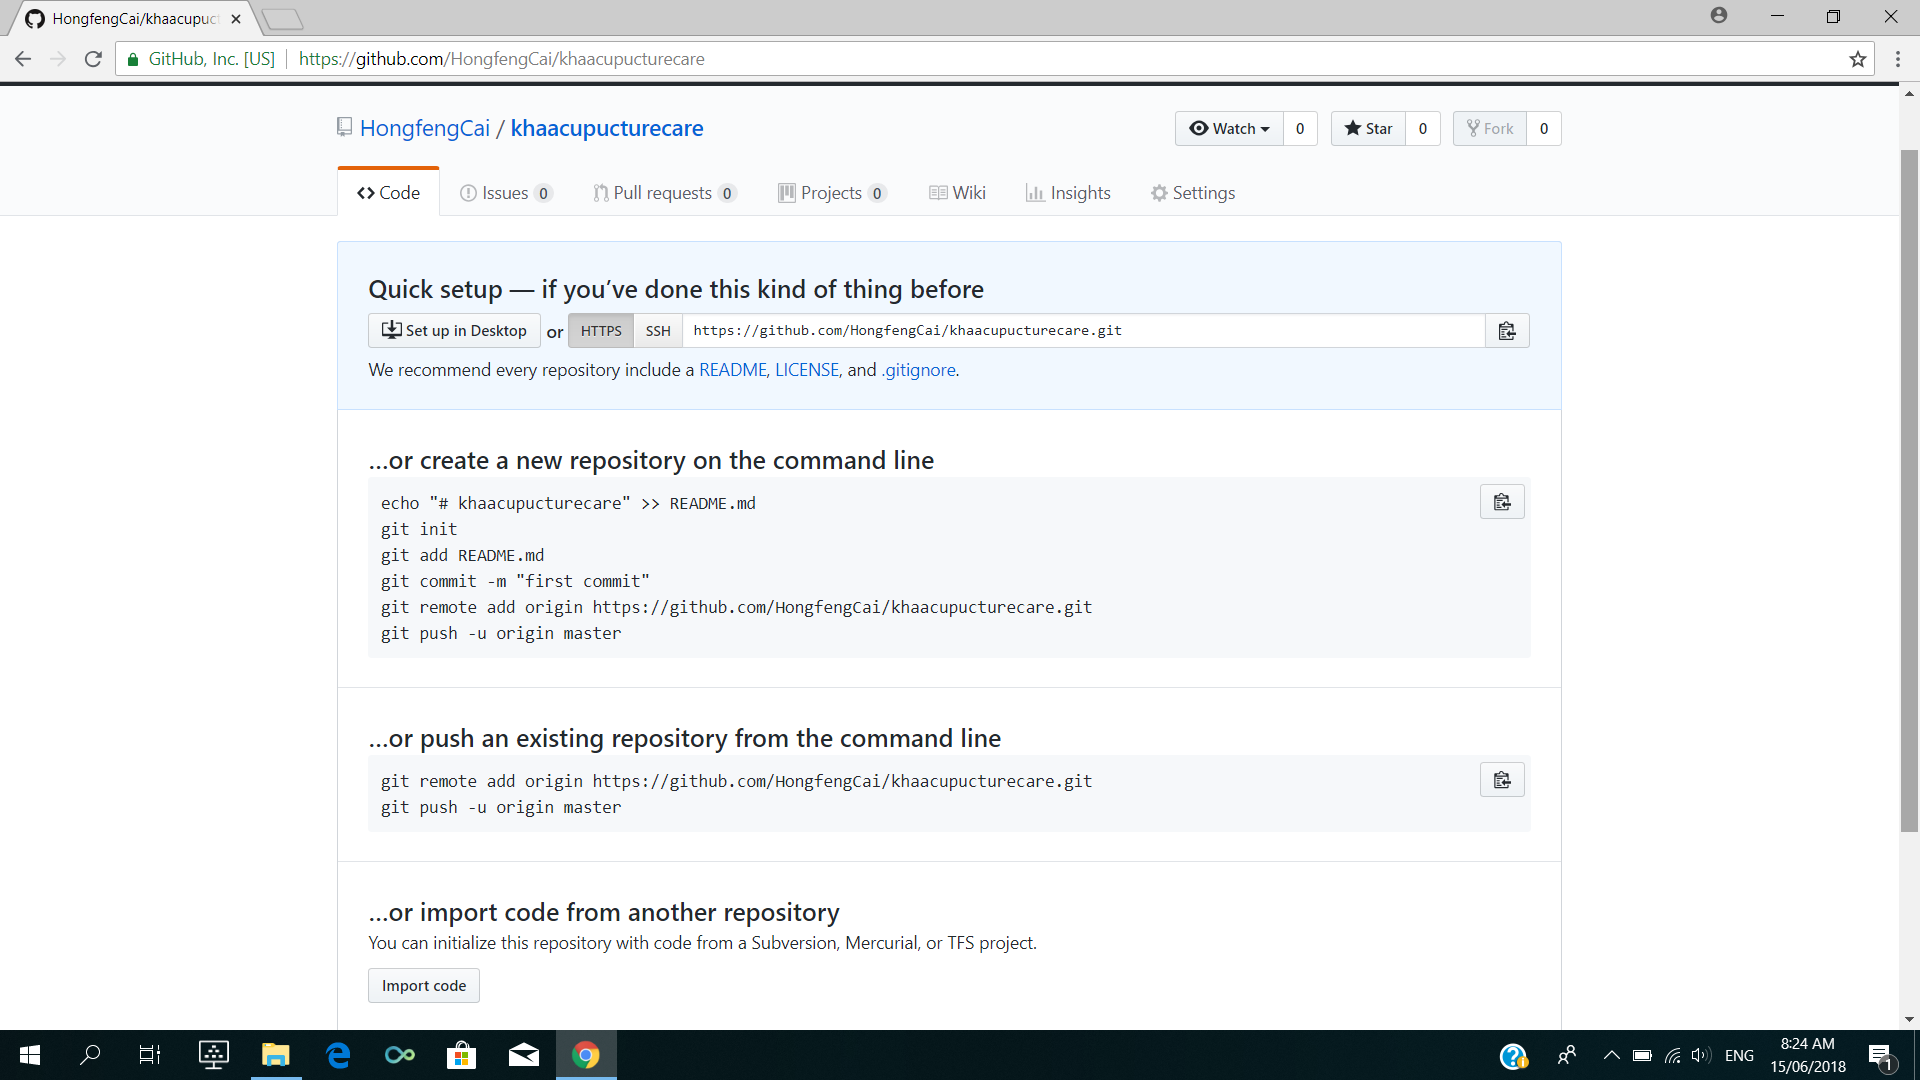 HongfengCai/khaacupuct
GitHub, Inc. [US] https://github.com/HongfengCai/khaacupucturecare
HongfengCai / khaacupucturecare
Watch 0 Star 0 Fork 0
Code Issues 0 Pull requests 0 Projects 0 Wiki Insights Settings
Quick setup — if you’ve done this kind of thing before
Set up in Desktop or HTTPS SSH https://github.com/HongfengCai/khaacupucturecare.git
We recommend every repository include a README, LICENSE, and .gitignore.
…or create a new repository on the command line
echo "# khaacupucturecare" >> README.md
git init
git add README.md
git commit -m "first commit"
git remote add origin https://github.com/HongfengCai/khaacupucturecare.git
git push -u origin master
…or push an existing repository from the command line
git remote add origin https://github.com/HongfengCai/khaacupucturecare.git
git push -u origin master
…or import code from another repository
You can initialize this repository with code from a Subversion, Mercurial, or TFS project.
Import code
ENG
8:24 AM
15/06/2018
1